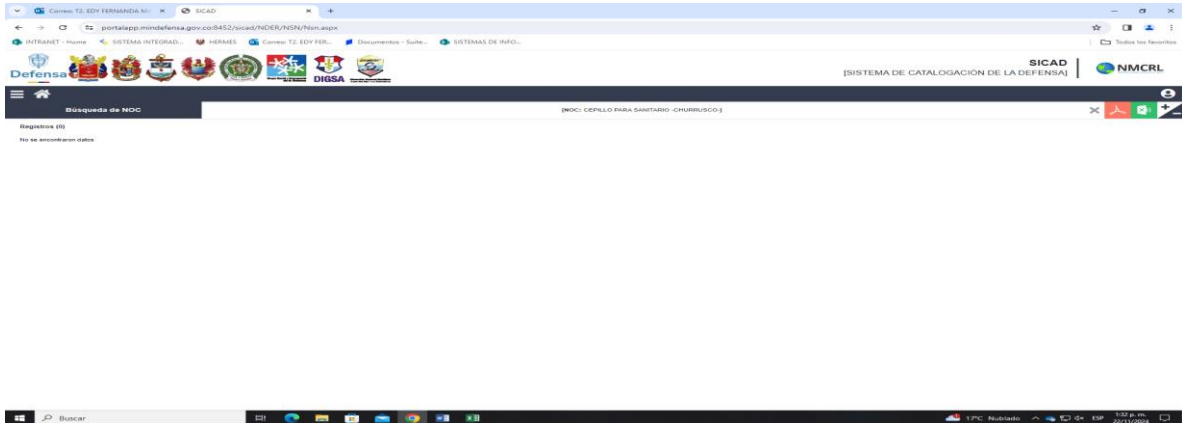 Correo: T2. EDY FERNANDA M
SICAD
portalapp.mindefensa.gov.co:8452/sicad/NDER/NSN/Nsn.aspx
INTRANET - Home
SISTEMA INTEGRAD...
HERMES
Correo: T2. EDY FER...
Documentos - Suite...
SISTEMAS DE INFO...
Todos los favoritos
Defensa
DIGSA
SICAD
[SISTEMA DE CATALOGACIÓN DE LA DEFENSA]
NMCRL
Búsqueda de NOC
[NOC: CEPILLO PARA SANITARIO -CHURRUSCO-]
Registros (0)
No se encontraron datos
Buscar
17°C Nublado
ESP
1:32 p. m.
22/11/2024